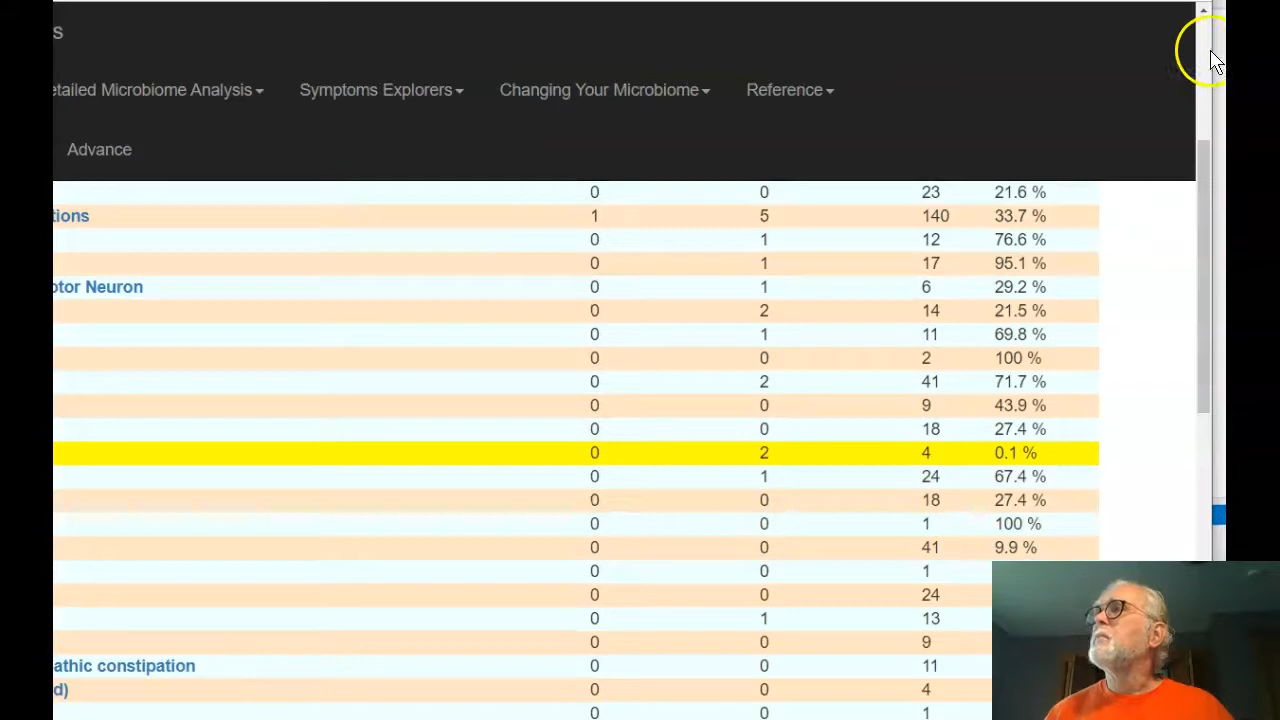 s
etailed Microbiome Analysis Symptoms Explorers Changing Your Microbiome Reference
Advance
0 0 23 21.6 %
tions 1 5 140 33.7 %
0 1 12 76.6 %
0 1 17 95.1 %
otor Neuron 0 1 6 29.2 %
0 2 14 21.5 %
0 1 11 69.8 %
0 0 2 100 %
0 2 41 71.7 %
0 0 9 43.9 %
0 0 18 27.4 %
0 2 4 0.1 %
0 1 24 67.4 %
0 0 18 27.4 %
0 0 1 100 %
0 0 41 9.9 %
0 0 1
0 0 24
0 1 13
0 0 9
athic constipation 0 0 11
d) 0 0 4
0 0 1